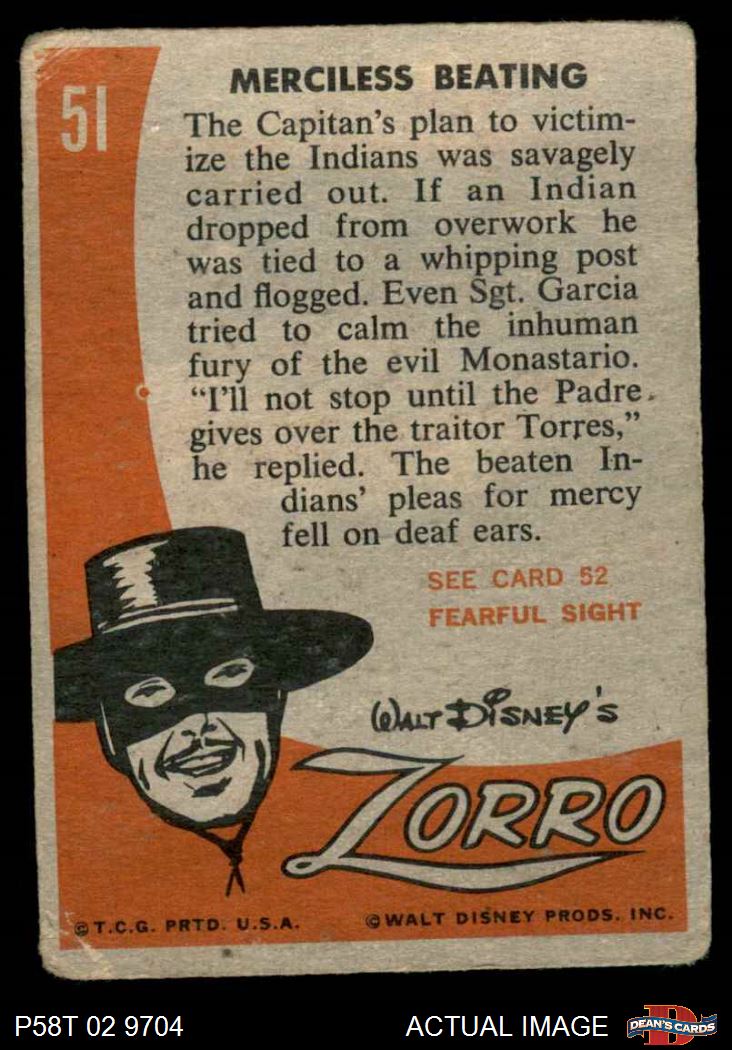 51
MERCILESS BEATING
The Capitan's plan to victim-
ize the Indians was savagely
carried out. If an Indian
dropped from overwork he
was tied to a whipping post
and flogged. Even Sgt. Garcia
tried to calm the inhuman
fury of the evil Monastario.
"I'll not stop until the Padre
gives over the traitor Torres,"
he replied. The beaten In-
dians' pleas for mercy
fell on deaf ears.
SEE CARD 52
FEARFUL SIGHT
WALT DISNEY'S
ZORRO
©T.C.G. PRTD. U.S.A.
©WALT DISNEY PRODS. INC.
P58T 02 9704
ACTUAL IMAGE
D
DEAN'S CARDS